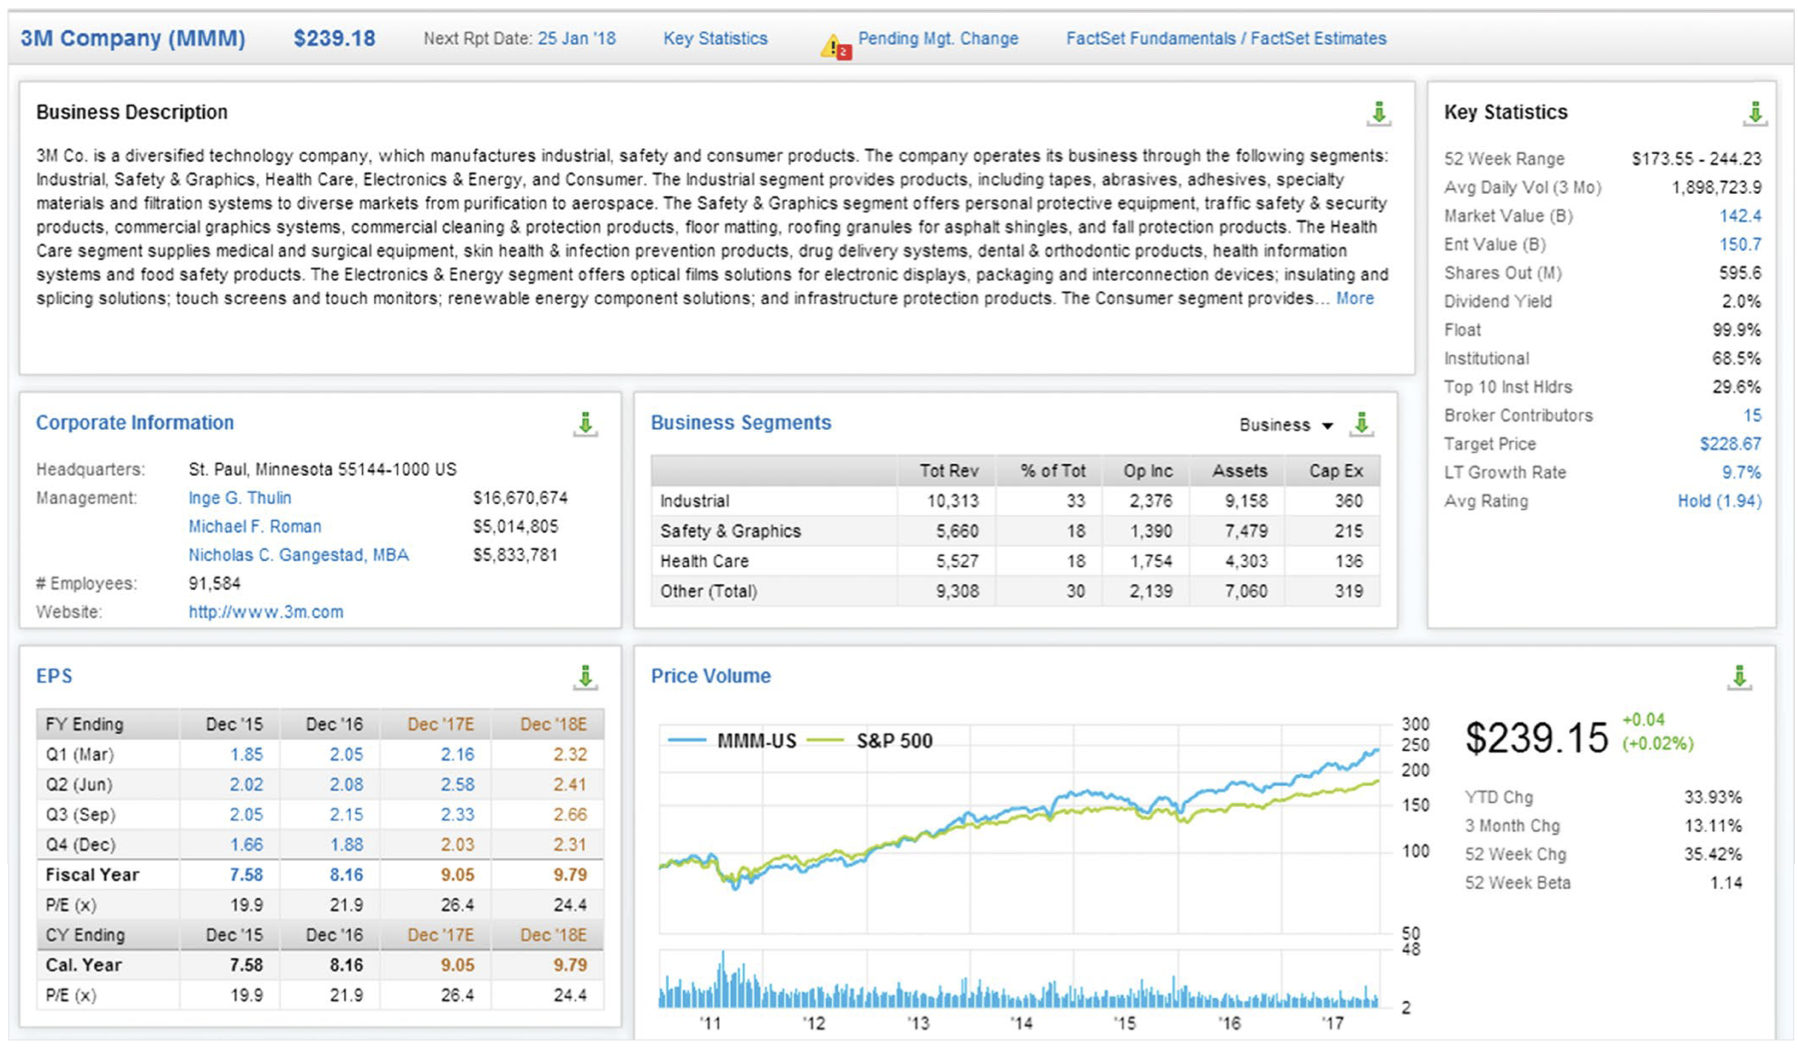 3M Company (MMM) $239.18 Next Rpt Date: 25 Jan '18 Key Statistics 2 Pending Mgt. Change FactSet Fundamentals / FactSet Estimates
Business Description
3M Co. is a diversified technology company, which manufactures industrial, safety and consumer products. The company operates its business through the following segments:
Industrial, Safety & Graphics, Health Care, Electronics & Energy, and Consumer. The Industrial segment provides products, including tapes, abrasives, adhesives, specialty
materials and filtration systems to diverse markets from purification to aerospace. The Safety & Graphics segment offers personal protective equipment, traffic safety & security
products, commercial graphics systems, commercial cleaning & protection products, floor matting, roofing granules for asphalt shingles, and fall protection products. The Health
Care segment supplies medical and surgical equipment, skin health & infection prevention products, drug delivery systems, dental & orthodontic products, health information
systems and food safety products. The Electronics & Energy segment offers optical films solutions for electronic displays, packaging and interconnection devices; insulating and
splicing solutions; touch screens and touch monitors; renewable energy component solutions; and infrastructure protection products. The Consumer segment provides... More
Key Statistics
52 Week Range $173.55 - 244.23
Avg Daily Vol (3 Mo) 1,898,723.9
Market Value (B) 142.4
Ent Value (B) 150.7
Shares Out (M) 595.6
Dividend Yield 2.0%
Float 99.9%
Institutional 68.5%
Top 10 Inst Hldrs 29.6%
Broker Contributors 15
Target Price $228.67
LT Growth Rate 9.7%
Avg Rating Hold (1.94)
Corporate Information
Headquarters: St. Paul, Minnesota 55144-1000 US
Management: Inge G. Thulin $16,670,674
Michael F. Roman $5,014,805
Nicholas C. Gangestad, MBA $5,833,781
# Employees: 91,584
Website: http://www.3m.com
Business Segments Business
Tot Rev % of Tot Op Inc Assets Cap Ex
Industrial 10,313 33 2,376 9,158 360
Safety & Graphics 5,660 18 1,390 7,479 215
Health Care 5,527 18 1,754 4,303 136
Other (Total) 9,308 30 2,139 7,060 319
EPS
FY Ending Dec '15 Dec '16 Dec '17E Dec '18E
Q1 (Mar) 1.85 2.05 2.16 2.32
Q2 (Jun) 2.02 2.08 2.58 2.41
Q3 (Sep) 2.05 2.15 2.33 2.66
Q4 (Dec) 1.66 1.88 2.03 2.31
Fiscal Year 7.58 8.16 9.05 9.79
P/E (x) 19.9 21.9 26.4 24.4
CY Ending Dec '15 Dec '16 Dec '17E Dec '18E
Cal. Year 7.58 8.16 9.05 9.79
P/E (x) 19.9 21.9 26.4 24.4
Price Volume
MMM-US S&P 500
300
250
200
150
100
50
48
2
'11 '12 '13 '14 '15 '16 '17
$239.15 +0.04
(+0.02%)
YTD Chg 33.93%
3 Month Chg 13.11%
52 Week Chg 35.42%
52 Week Beta 1.14